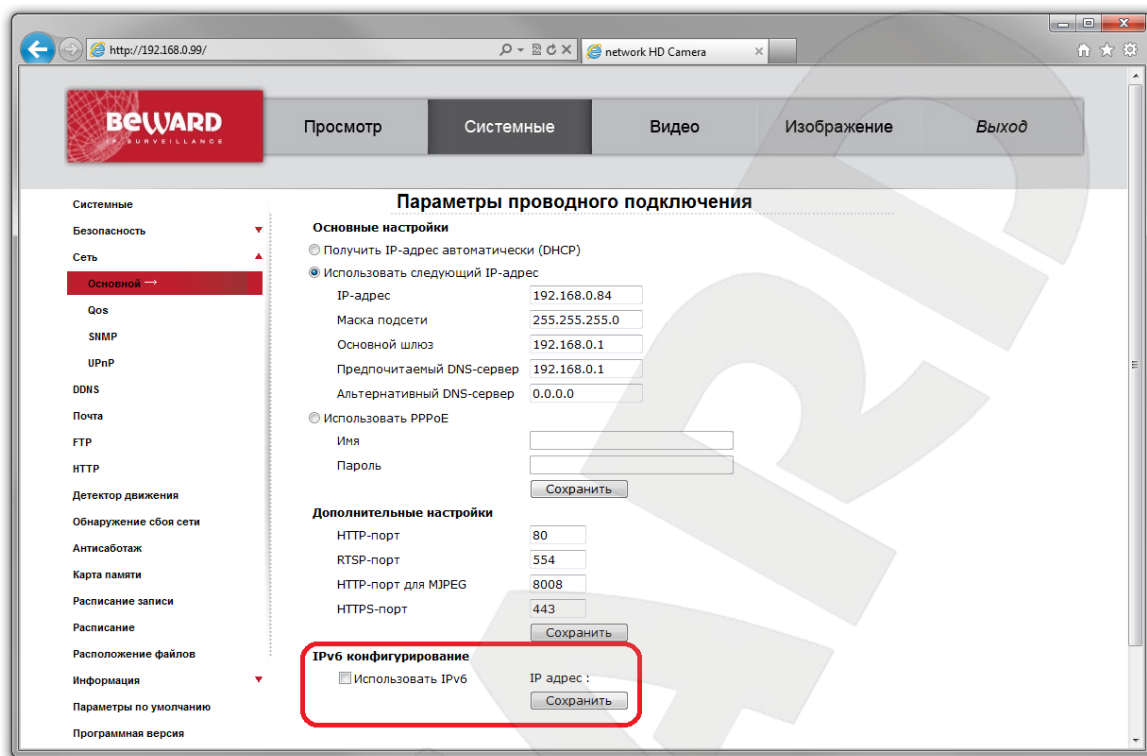 http://192.168.0.99/
network HD Camera
BEWARD
IP SURVEILLANCE
Просмотр
Системные
Видео
Изображение
Выход
Системные
Безопасность
Сеть
Основной →
Qos
SNMP
UPnP
DDNS
Почта
FTP
HTTP
Детектор движения
Обнаружение сбоя сети
Антисаботаж
Карта памяти
Расписание записи
Расписание
Расположение файлов
Информация
Параметры по умолчанию
Программная версия
Параметры проводного подключения
Основные настройки
Получить IP-адрес автоматически (DHCP)
Использовать следующий IP-адрес
IP-адрес 192.168.0.84
Маска подсети 255.255.255.0
Основной шлюз 192.168.0.1
Предпочитаемый DNS-сервер 192.168.0.1
Альтернативный DNS-сервер 0.0.0.0
Использовать PPPoE
Имя
Пароль
Сохранить
Дополнительные настройки
HTTP-порт 80
RTSP-порт 554
HTTP-порт для MJPEG 8008
HTTPS-порт 443
Сохранить
IPv6 конфигурирование
Использовать IPv6 IP адрес :
Сохранить